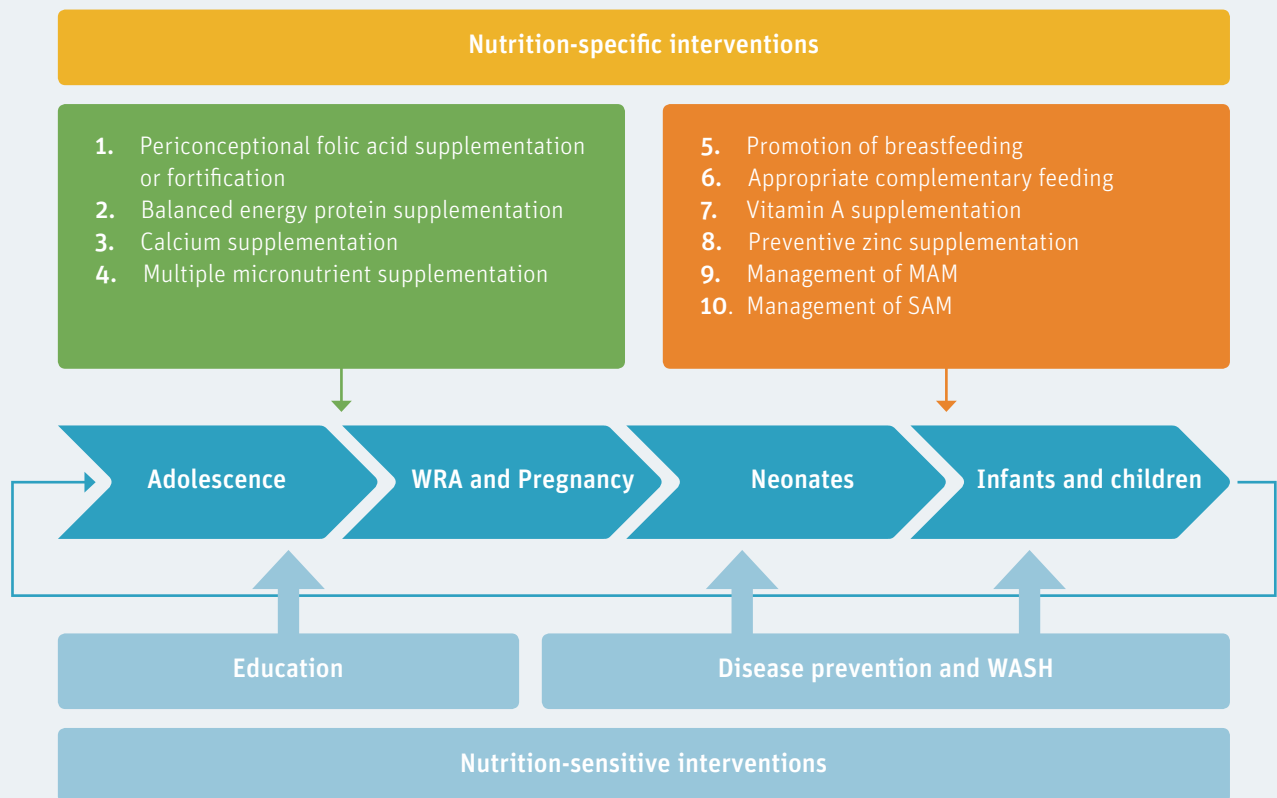 Nutrition-specific interventions
1. Periconceptional folic acid supplementation
or fortification
2. Balanced energy protein supplementation
3. Calcium supplementation
4. Multiple micronutrient supplementation
5. Promotion of breastfeeding
6. Appropriate complementary feeding
7. Vitamin A supplementation
8. Preventive zinc supplementation
9. Management of MAM
10. Management of SAM
Adolescence
WRA and Pregnancy
Neonates
Infants and children
Education
Disease prevention and WASH
Nutrition-sensitive interventions